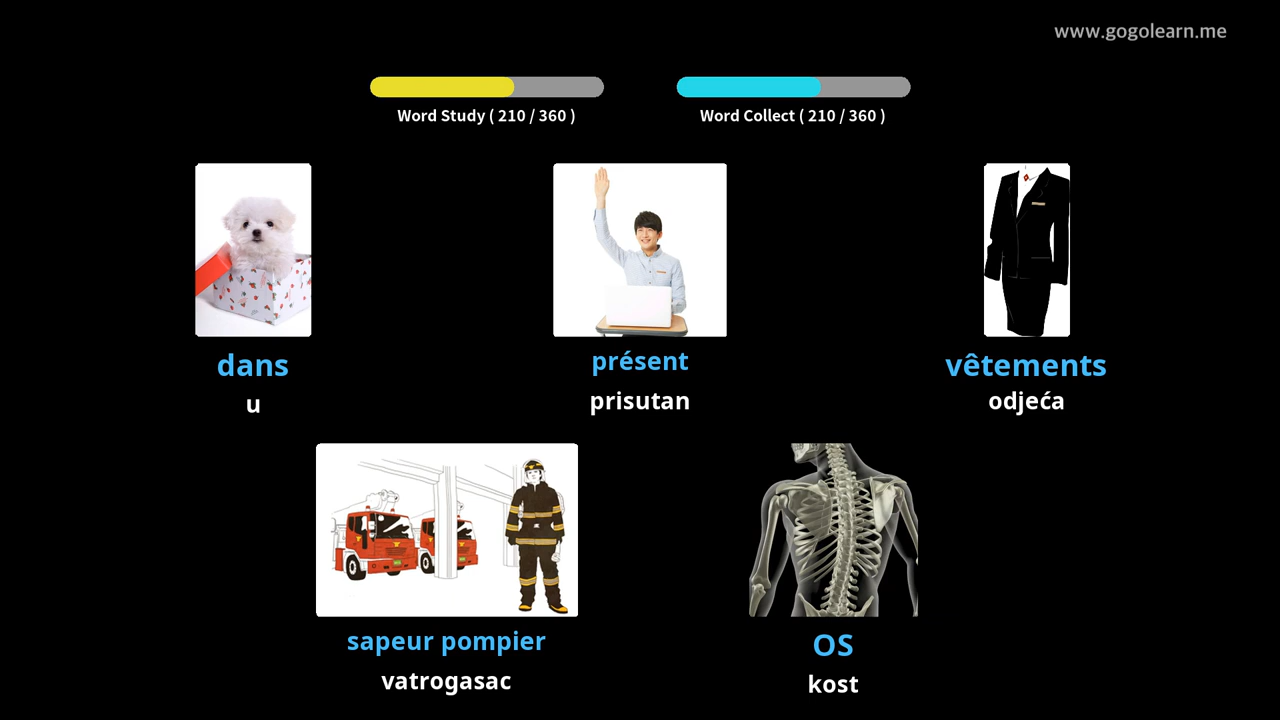 www.gogolearn.me
Word Study ( 210 / 360 )
Word Collect ( 210 / 360 )
dans
u
présent
prisutan
vêtements
odjeća
sapeur pompier
vatrogasac
OS
kost